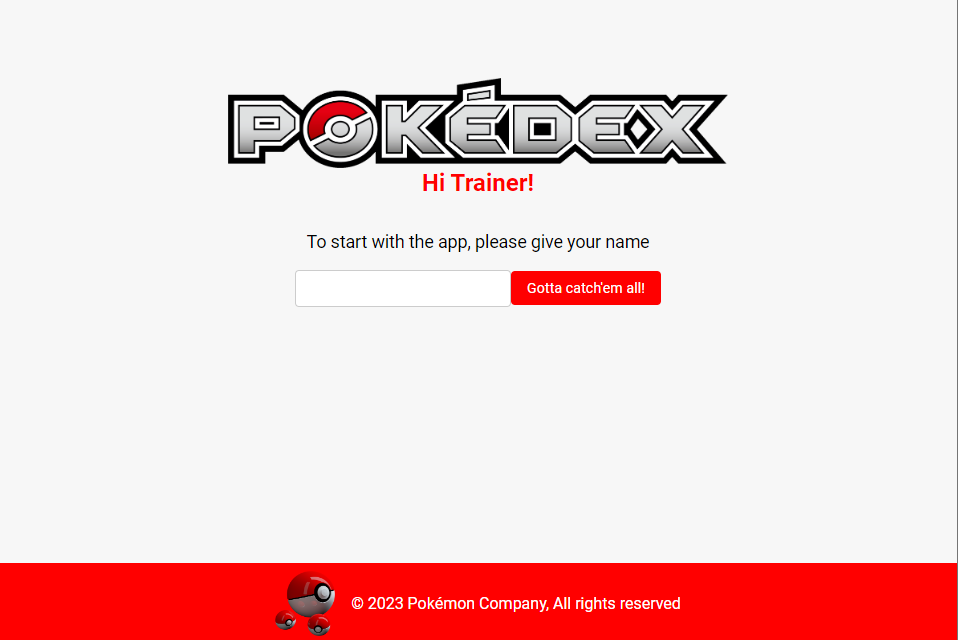 POKÉDEX
Hi Trainer!
To start with the app, please give your name
Gotta catch'em all!
© 2023 Pokémon Company, All rights reserved